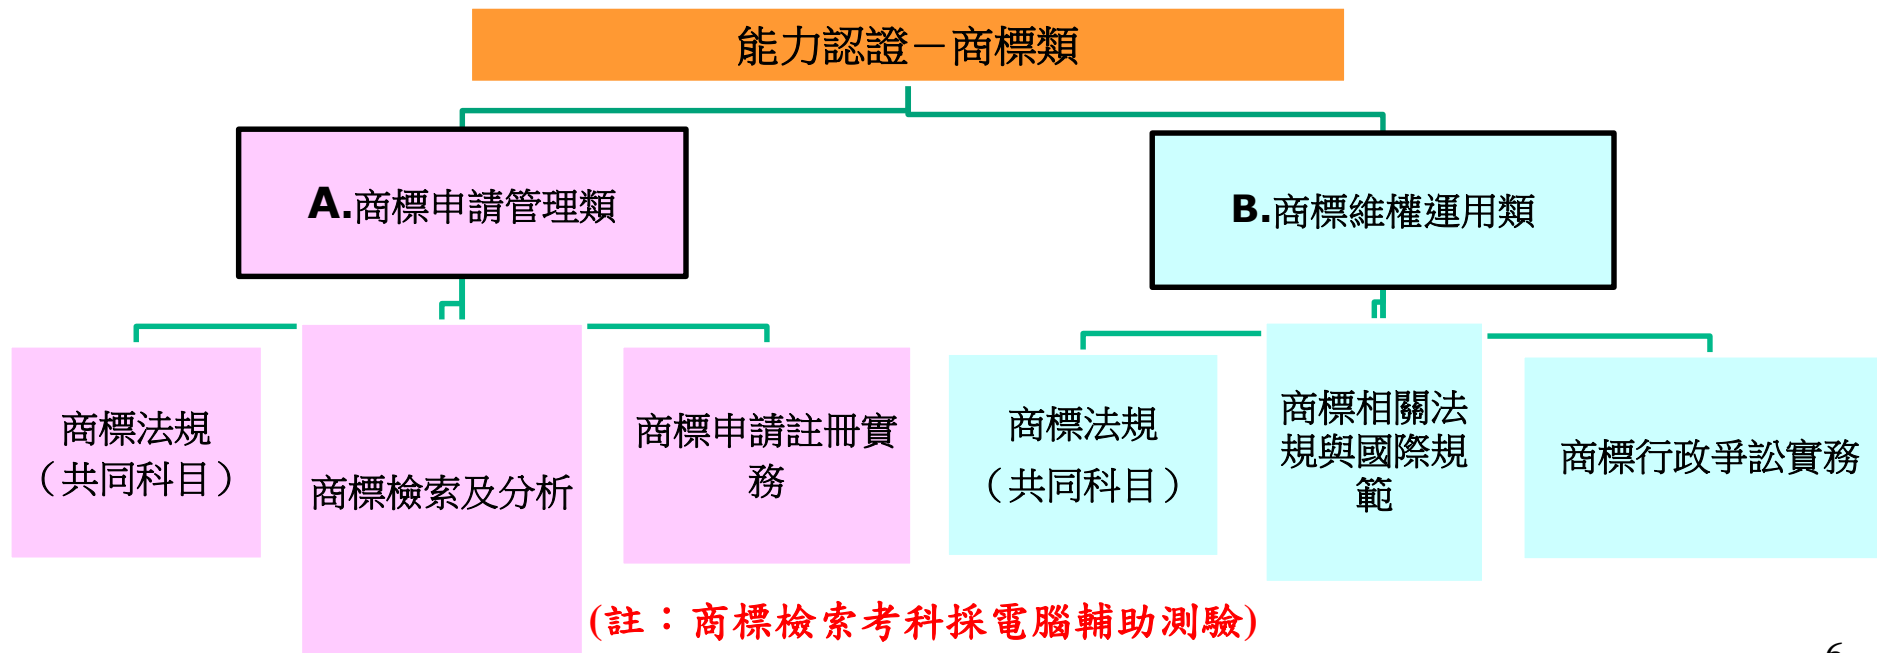 能力認證－商標類
A.商標申請管理類
B.商標維權運用類
商標法規
（共同科目）
商標檢索及分析
商標申請註冊實
務
商標法規
（共同科目）
商標相關法
規與國際規
範
商標行政爭訟實務
(註：商標檢索考科採電腦輔助測驗)
6